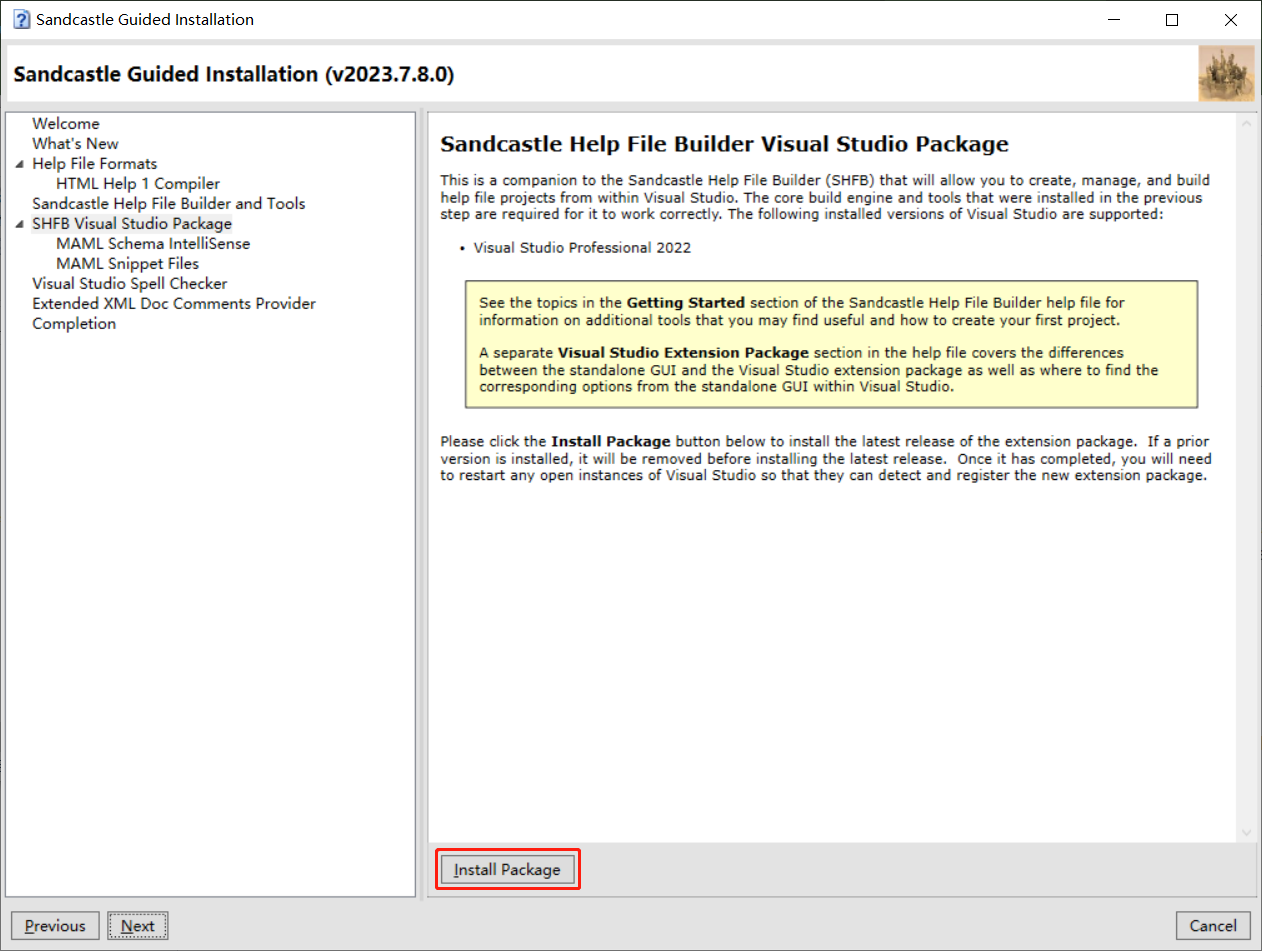 Sandcastle Guided Installation
Sandcastle Guided Installation (v2023.7.8.0)
Welcome
What's New
Help File Formats
HTML Help 1 Compiler
Sandcastle Help File Builder and Tools
SHFB Visual Studio Package
MAML Schema IntelliSense
MAML Snippet Files
Visual Studio Spell Checker
Extended XML Doc Comments Provider
Completion
Sandcastle Help File Builder Visual Studio Package
This is a companion to the Sandcastle Help File Builder (SHFB) that will allow you to create, manage, and build
help file projects from within Visual Studio. The core build engine and tools that were installed in the previous
step are required for it to work correctly. The following installed versions of Visual Studio are supported:
• Visual Studio Professional 2022
See the topics in the Getting Started section of the Sandcastle Help File Builder help file for
information on additional tools that you may find useful and how to create your first project.
A separate Visual Studio Extension Package section in the help file covers the differences
between the standalone GUI and the Visual Studio extension package as well as where to find the
corresponding options from the standalone GUI within Visual Studio.
Please click the Install Package button below to install the latest release of the extension package. If a prior
version is installed, it will be removed before installing the latest release. Once it has completed, you will need
to restart any open instances of Visual Studio so that they can detect and register the new extension package.
Install Package
Previous
Next
Cancel